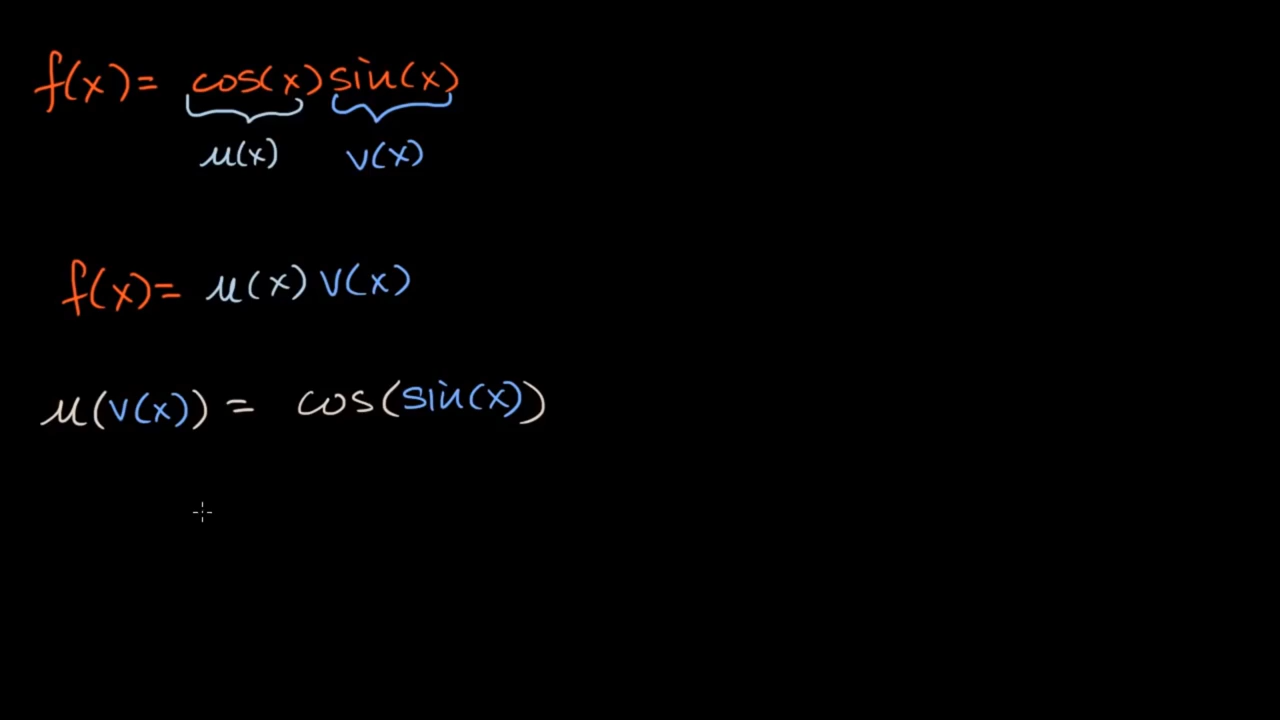 f(x)= cos(x)sin(x)
u(x) v(x)
f(x)= u(x) v(x)
u(v(x)) = cos(sin(x))